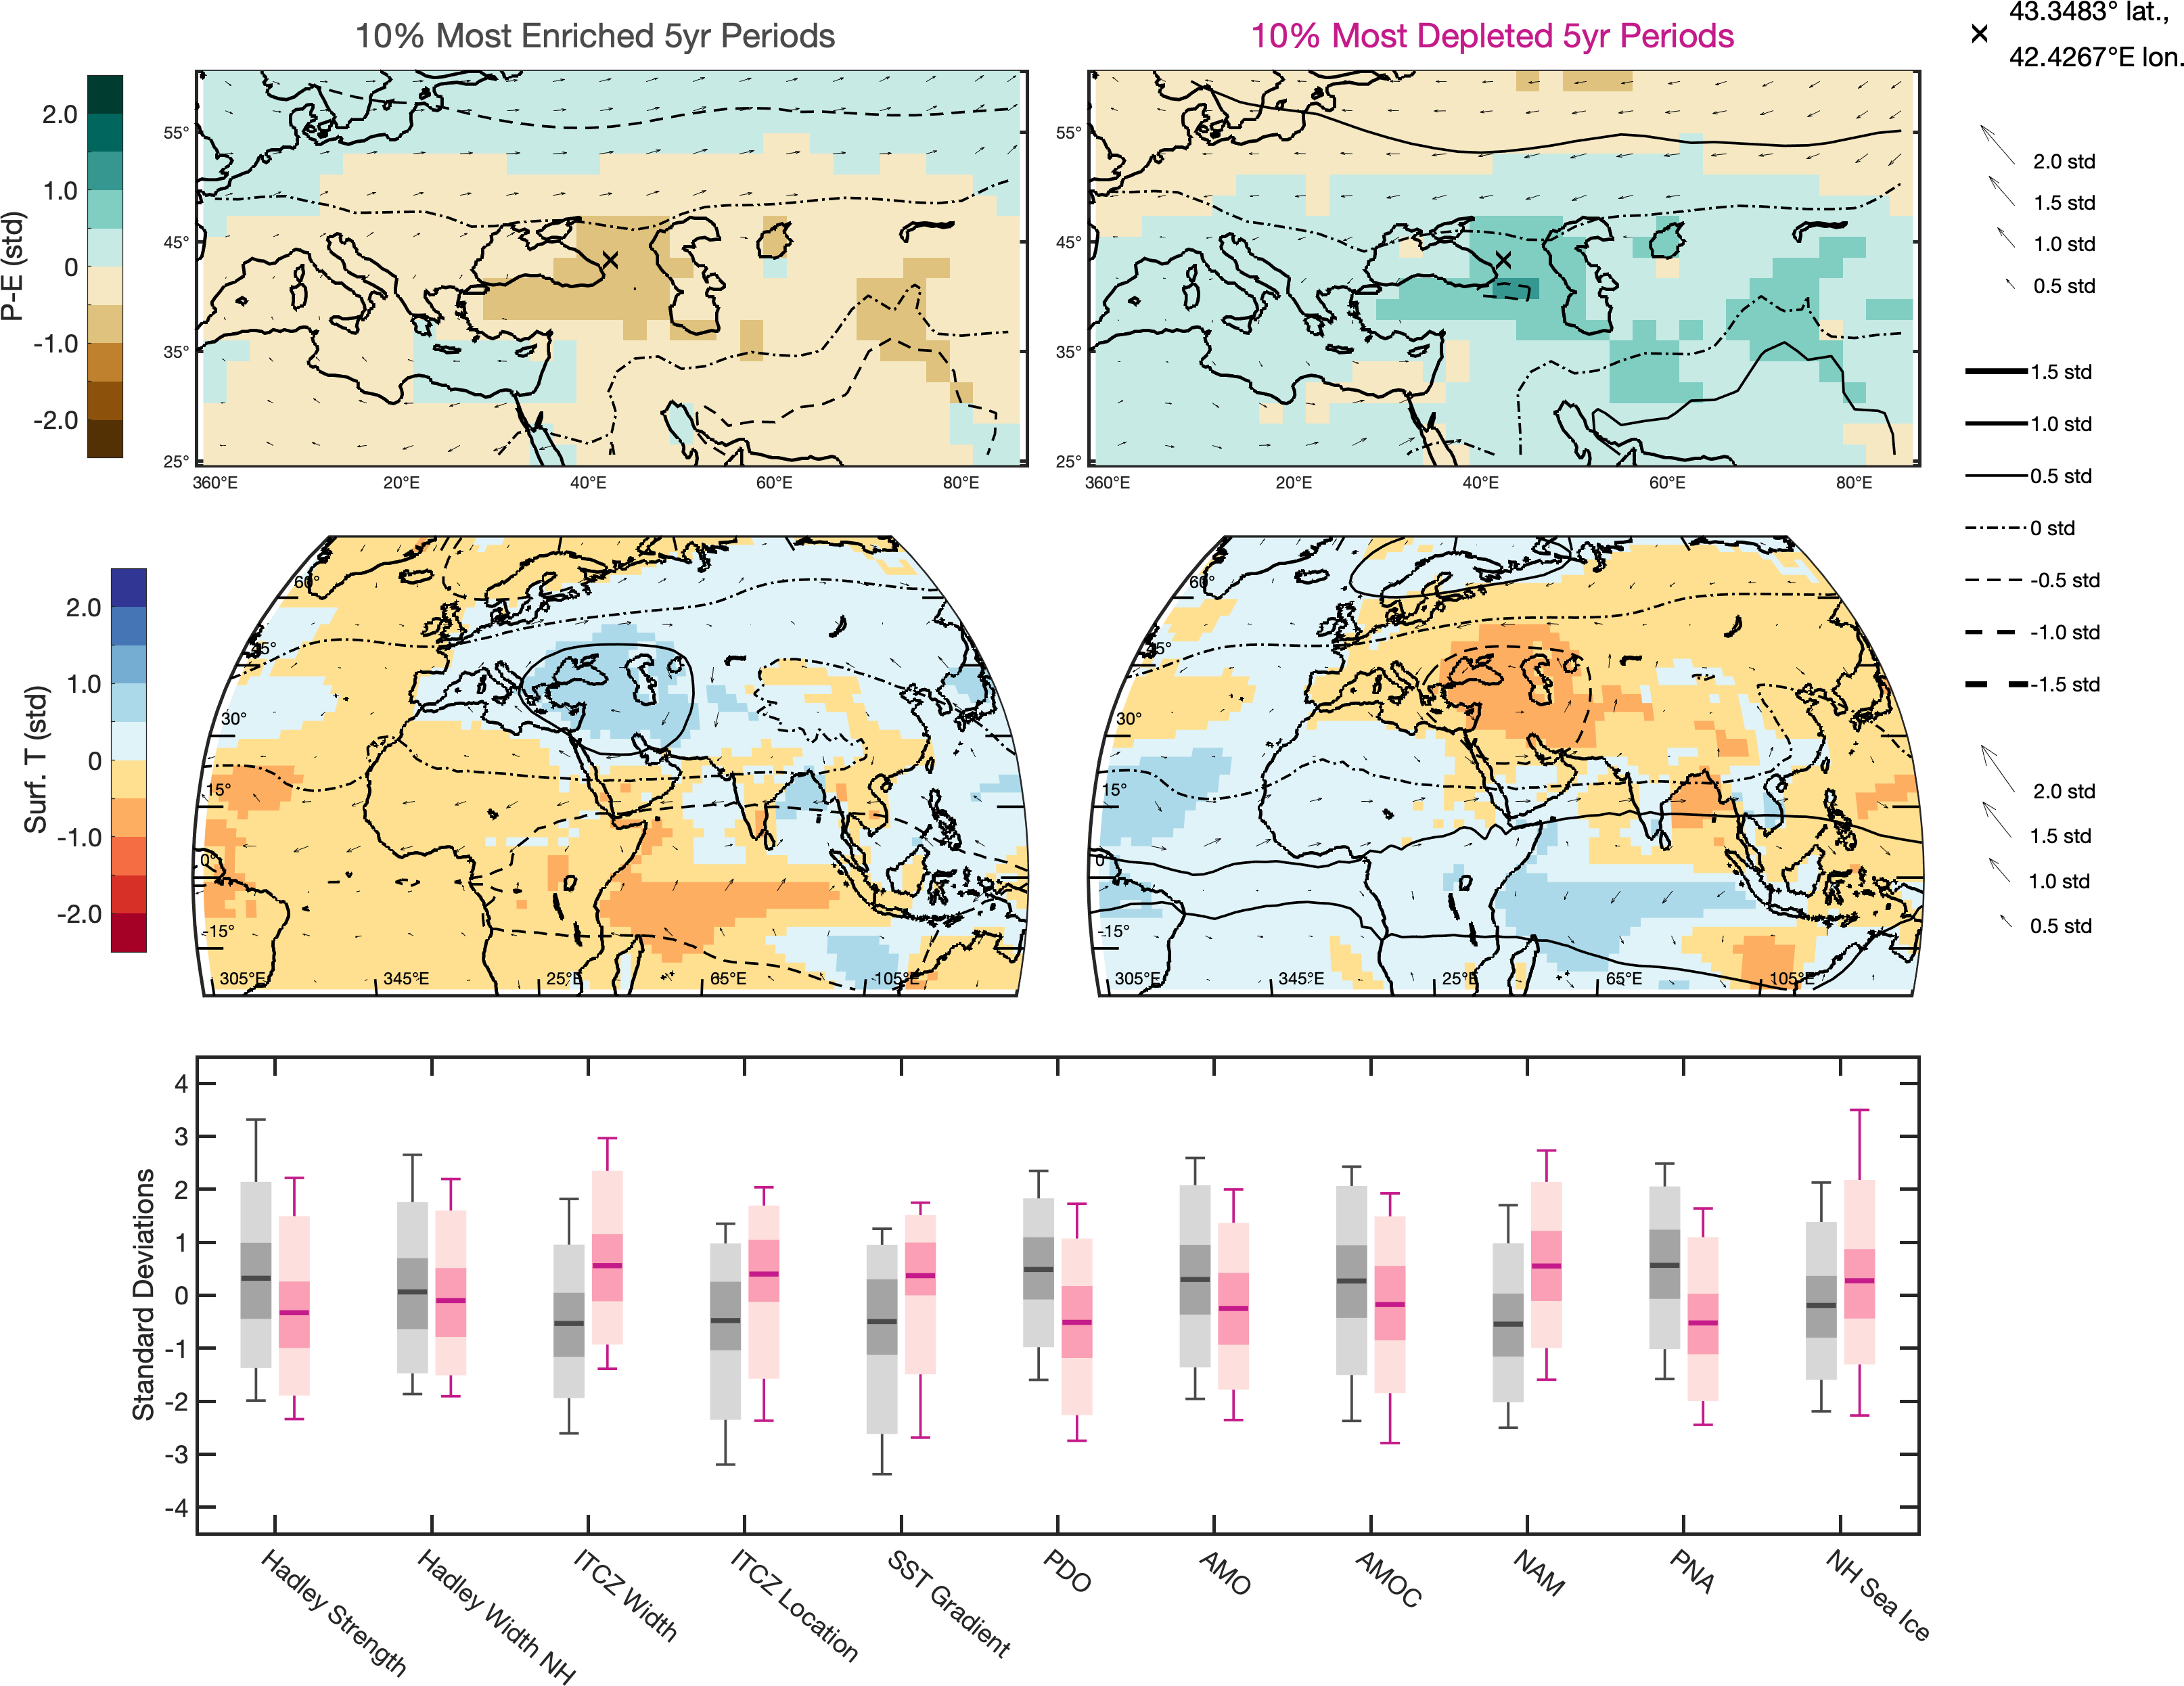 10% Most Enriched 5yr Periods
10% Most Depleted 5yr Periods
43.3483° lat.,
42.4267°E lon.
P-E (std)
2.0
1.0
0
-1.0
-2.0
55°
45°
35°
25°
360°E
20°E
40°E
60°E
80°E
55°
45°
35°
25°
360°E
20°E
40°E
60°E
80°E
2.0 std
1.5 std
1.0 std
0.5 std
1.5 std
1.0 std
0.5 std
0 std
-0.5 std
-1.0 std
-1.5 std
Surf. T (std)
2.0
1.0
0
-1.0
-2.0
60°
45°
30°
15°
0°
-15°
305°E
345°E
25°E
65°E
105°E
60°
45°
30°
15°
0°
-15°
305°E
345°E
25°E
65°E
105°E
2.0 std
1.5 std
1.0 std
0.5 std
Standard Deviations
4
3
2
1
0
-1
-2
-3
-4
Hadley Strength
Hadley Width NH
ITCZ Width
ITCZ Location
SST Gradient
PDO
AMO
AMOC
NAM
PNA
NH Sea Ice